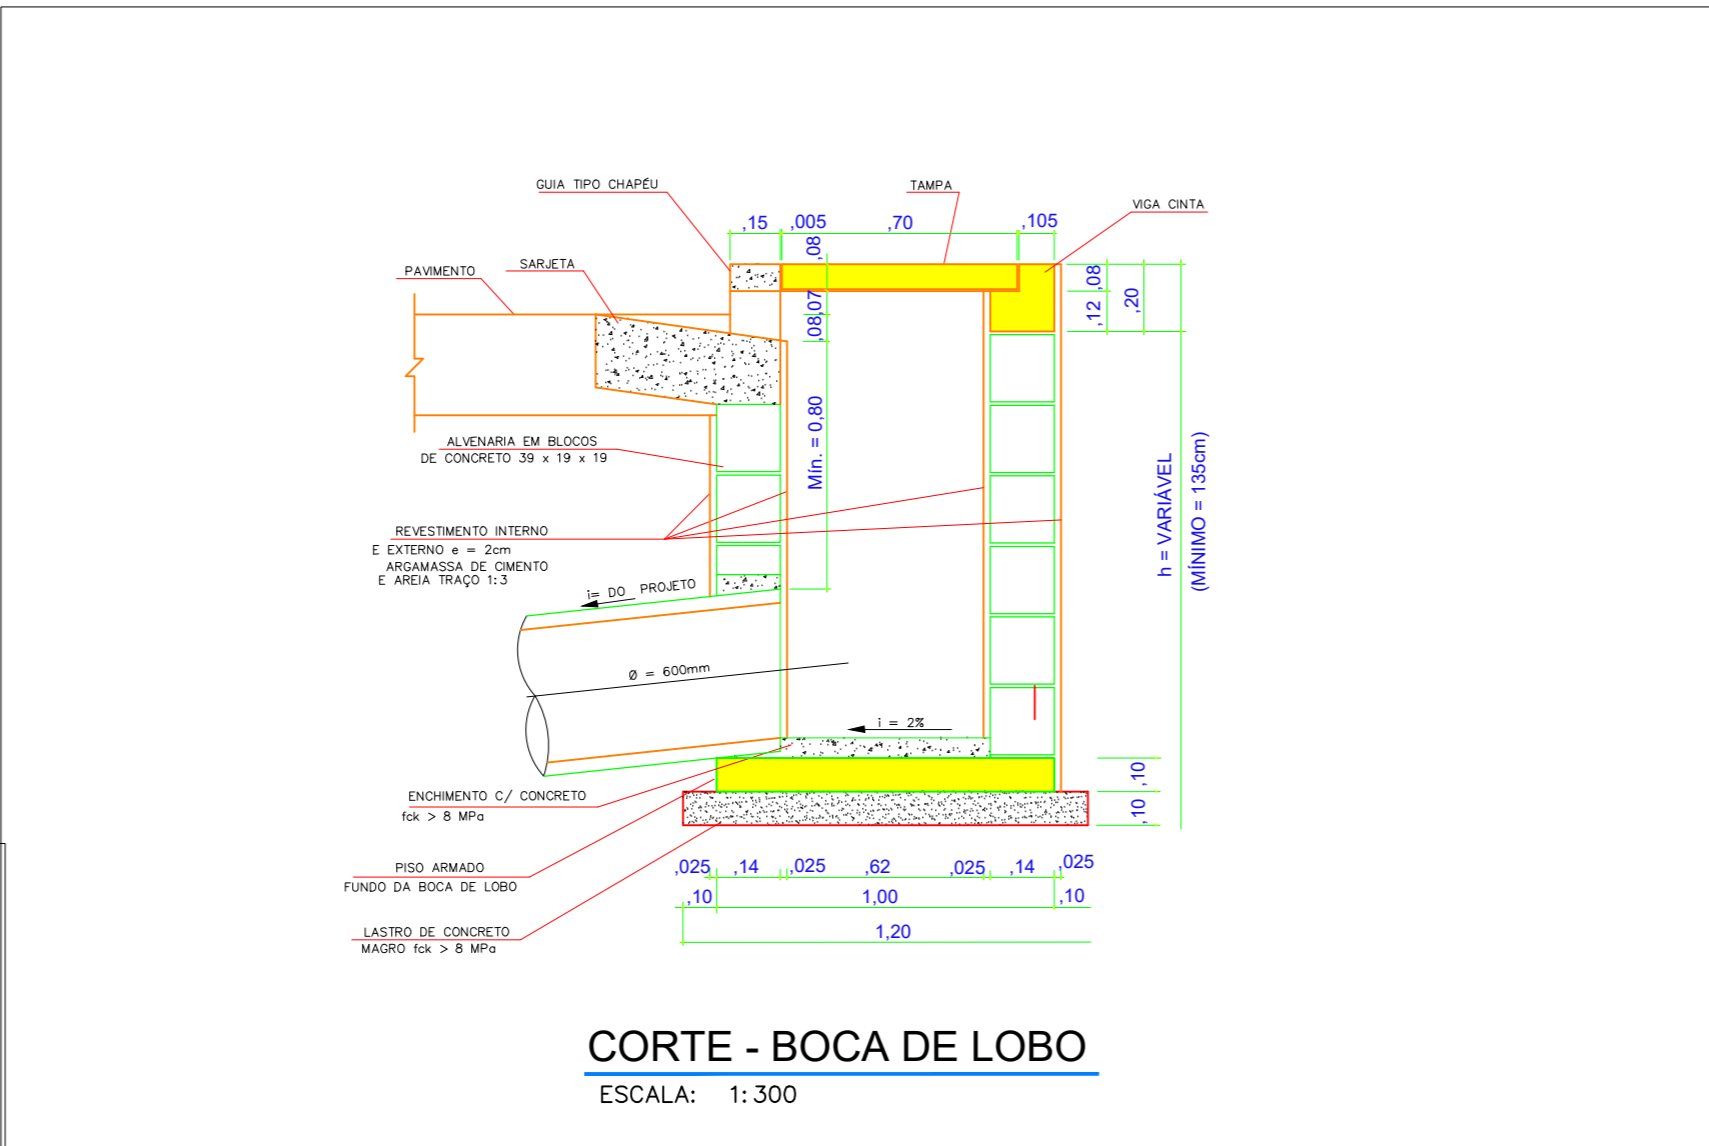 GUIA TIPO CHAPÉU
TAMPA
VIGA CINTA
,15
,005
,70
,105
,08
PAVIMENTO
SARJETA
,08
,12
,20
,07
,08
Mín. = 0,80
ALVENARIA EM BLOCOS
DE CONCRETO 39 x 19 x 19
h = VARIÁVEL
(MÍNIMO = 135cm)
REVESTIMENTO INTERNO
E EXTERNO e = 2cm
ARGAMASSA DE CIMENTO
E AREIA TRAÇO 1:3
i= DO PROJETO
Ø = 600mm
i = 2%
,10
,10
ENCHIMENTO C/ CONCRETO
fck > 8 MPa
PISO ARMADO
FUNDO DA BOCA DE LOBO
,025
,14
,025
,62
,025
,14
,025
,10
1,00
,10
LASTRO DE CONCRETO
MAGRO fck > 8 MPa
1,20
CORTE - BOCA DE LOBO
ESCALA: 1:300